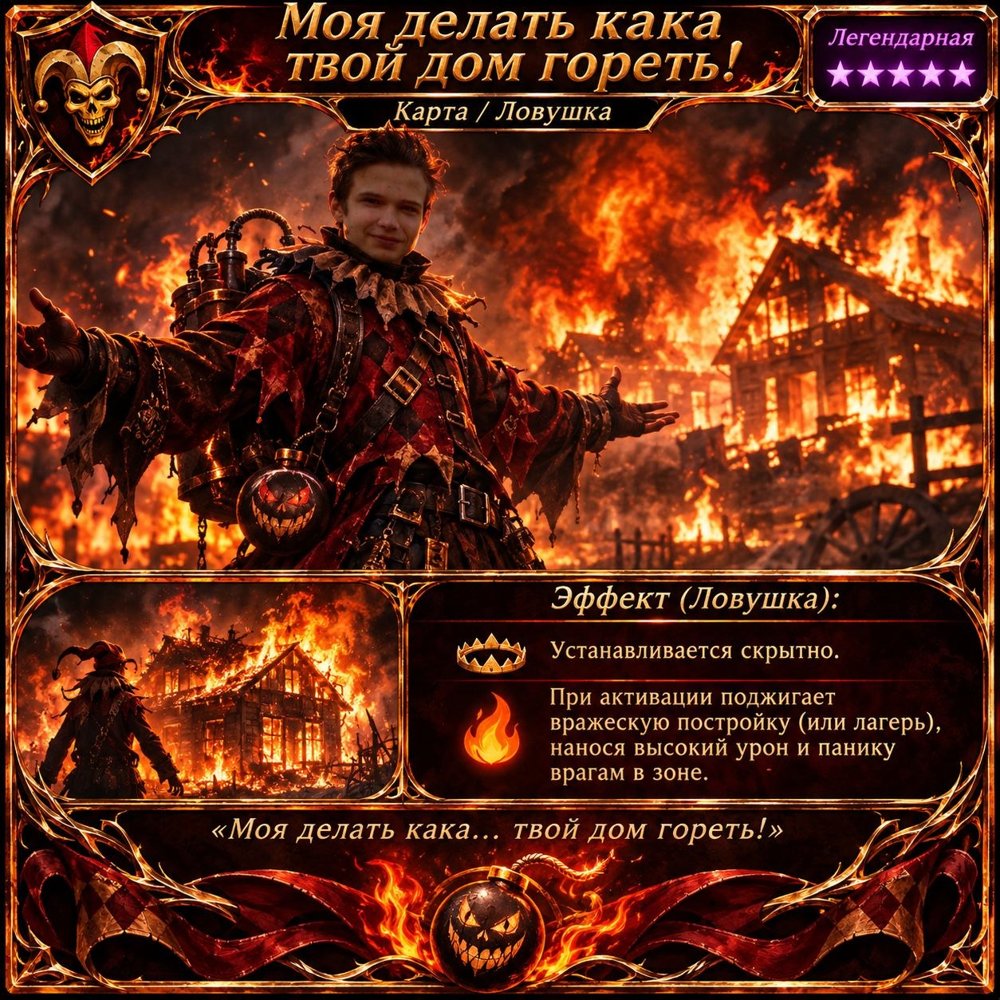 Моя делать кака
твой дом гореть!
Легендарная
Карта / Ловушка
Эффект (Ловушка):
Устанавливается скрытно.
При активации поджигает
вражескую постройку (или лагерь),
нанося высокий урон и панику
врагам в зоне.
«Моя делать кака... твой дом гореть!»